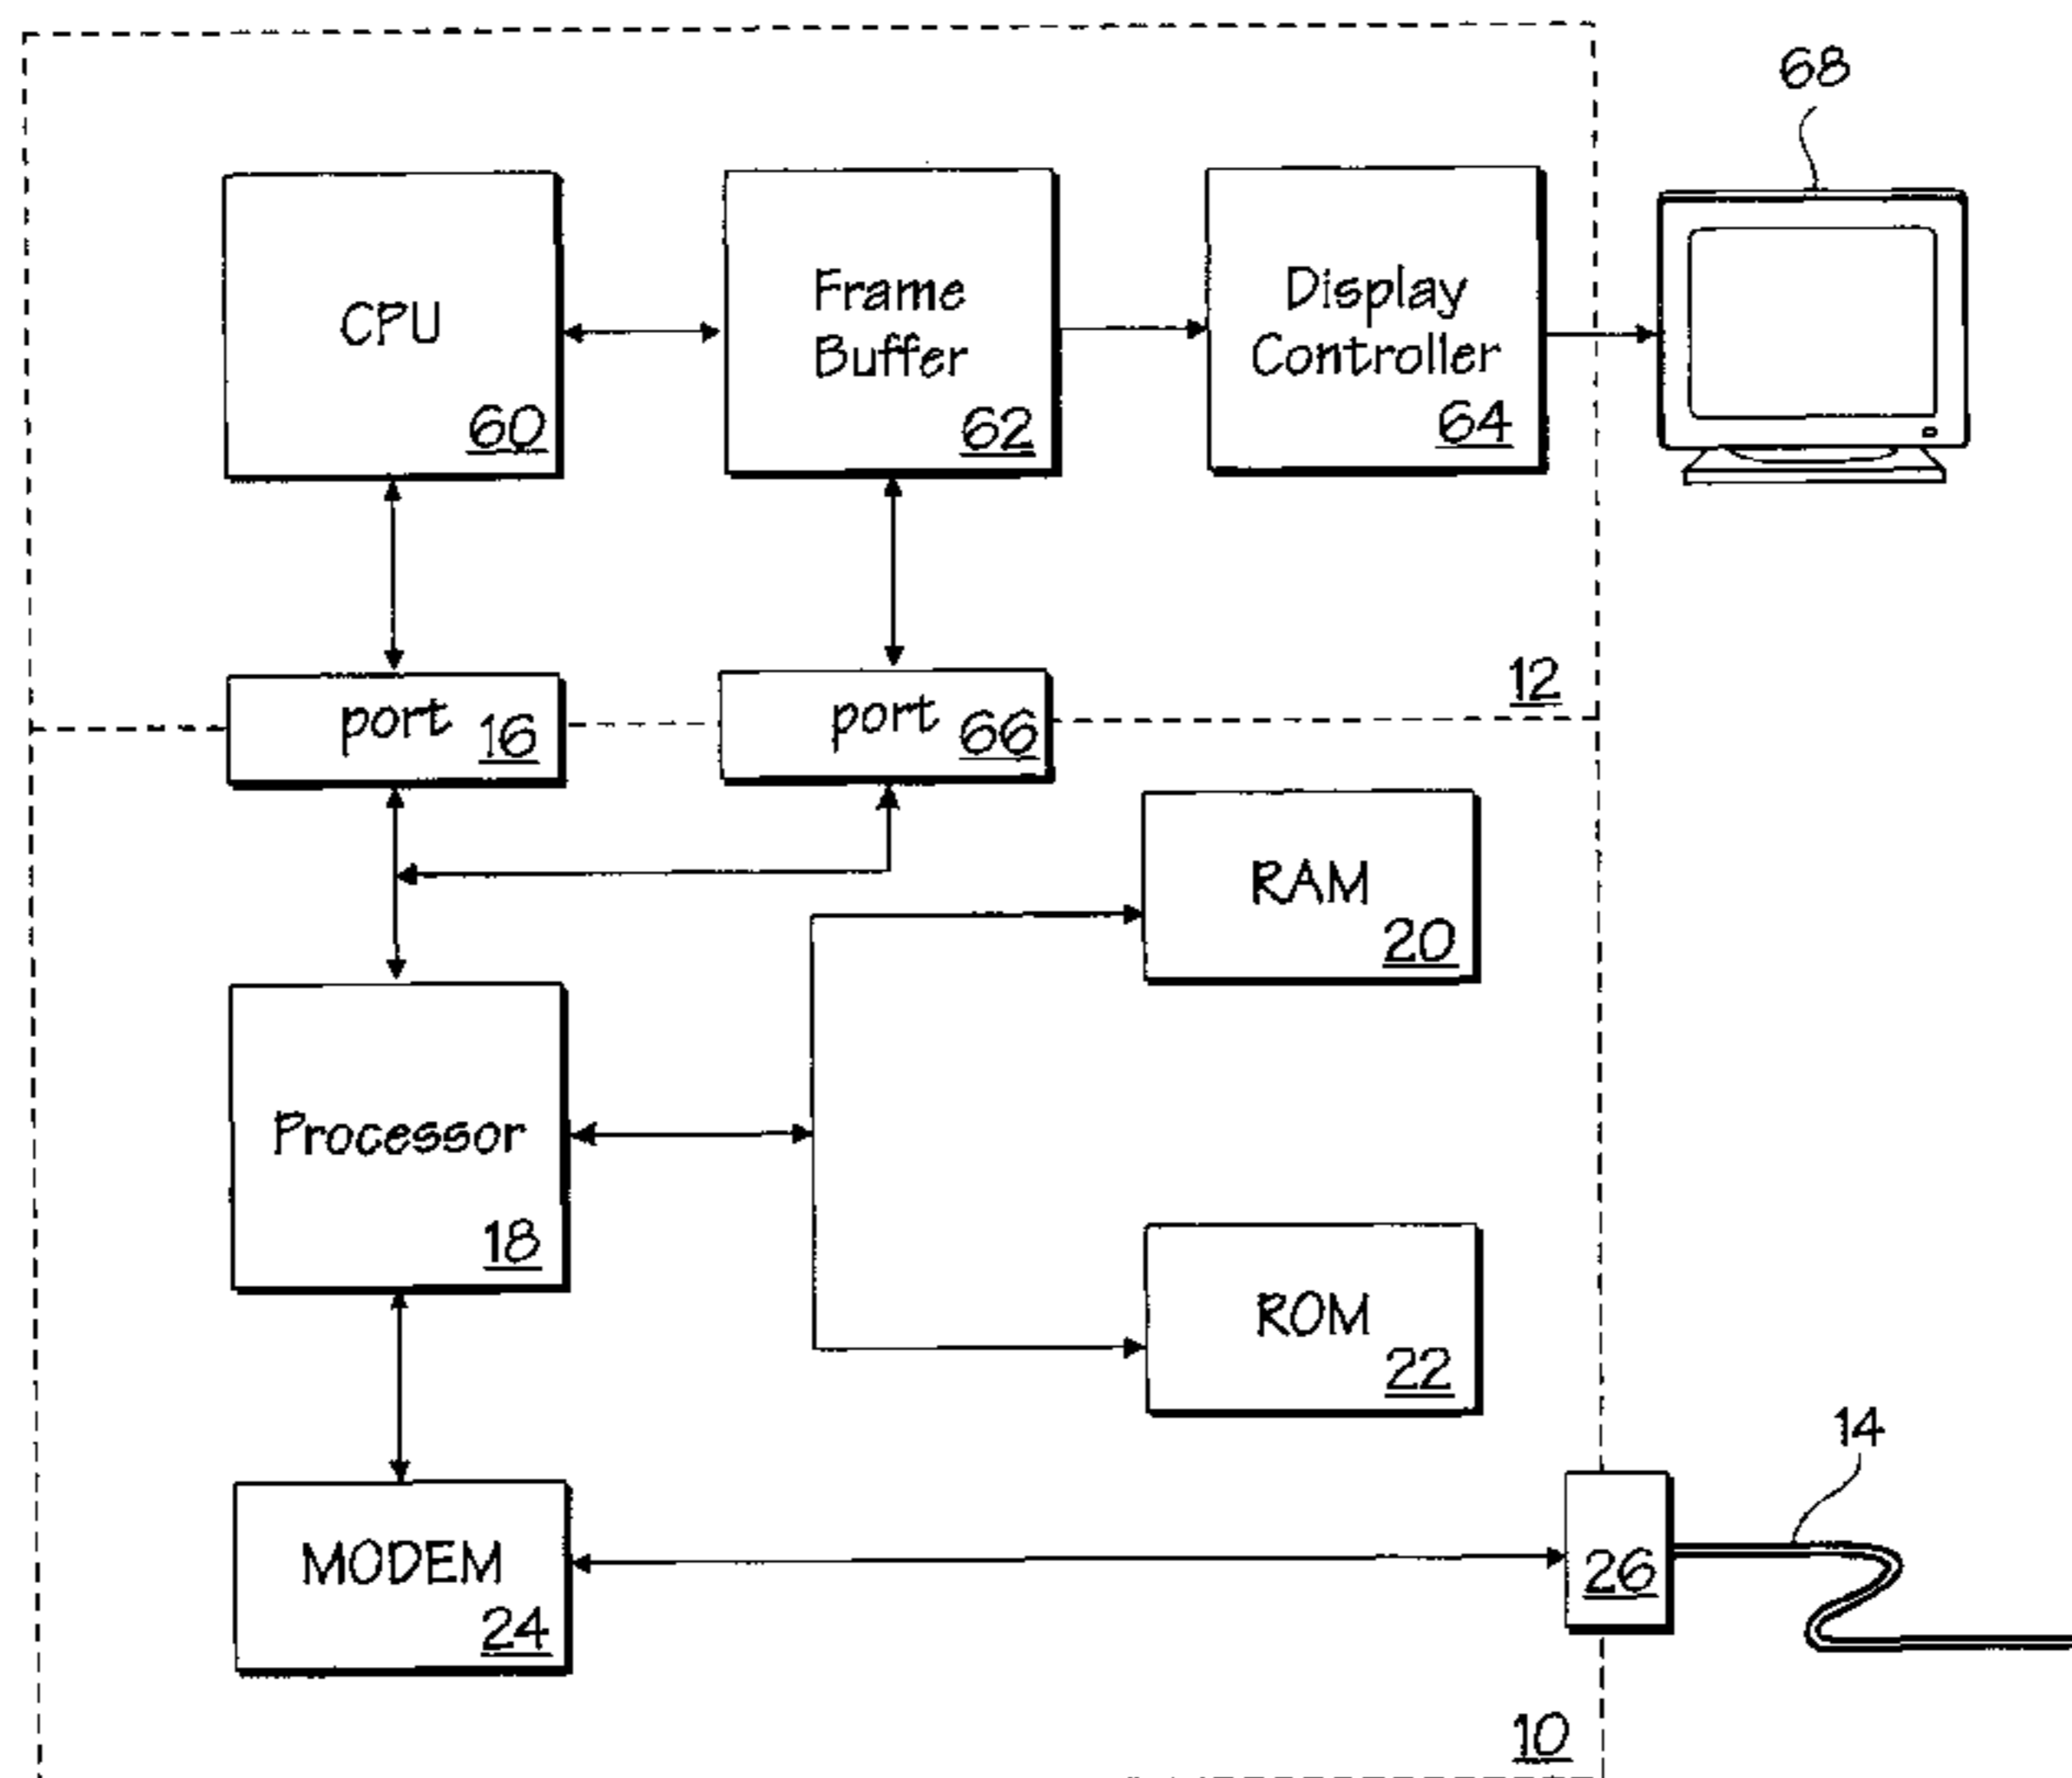 68
CPU
60
Frame
Buffer
62
Display
Controller
64
12
port 16
port 66
RAM
20
Processor
18
ROM
22
14
MODEM
24
26
10